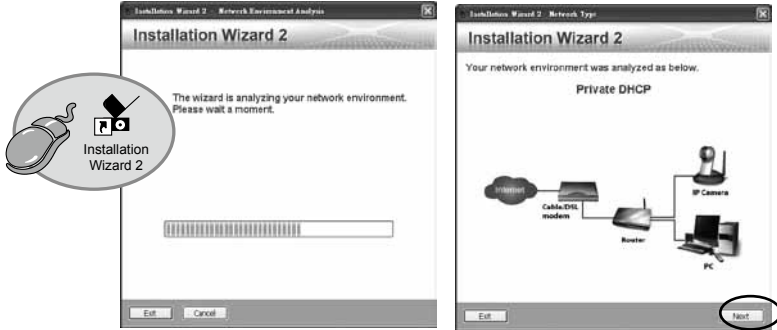 Installation Wizard 2 - Network Environment Analysis
Installation Wizard 2
The wizard is analyzing your network environment.
Please wait a moment.
Installation
Wizard 2
Exit
Cancel
Installation Wizard 2 - Network Type
Installation Wizard 2
Your network environment was analyzed as below.
Private DHCP
Internet
Cable/DSL
modem
Router
IP Camera
PC
Exit
Next